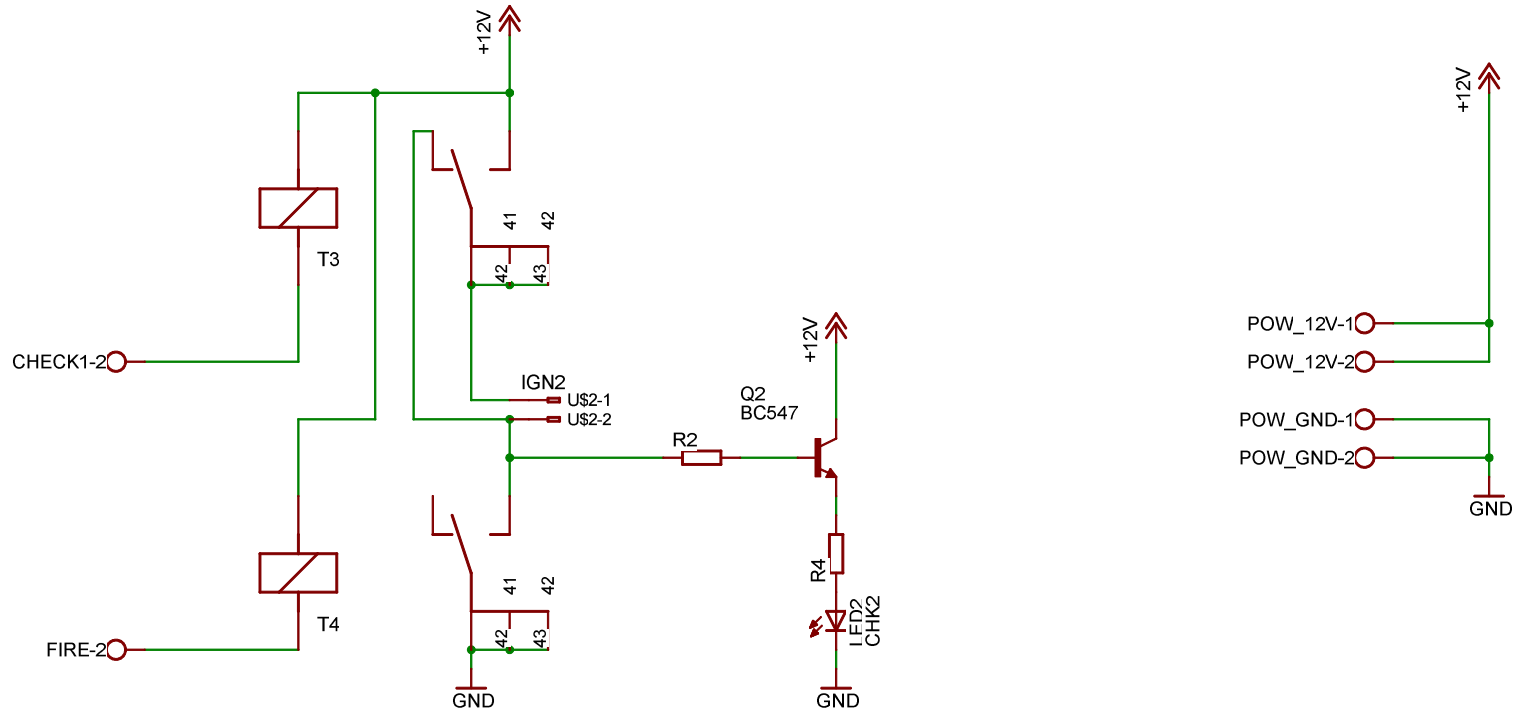 +12V
+12V
41
42
T3
42
43
+12V
POW_12V-1
CHECK1-2
POW_12V-2
IGN2
U$2-1
U$2-2
Q2
BC547
POW_GND-1
R2
POW_GND-2
GND
41
42
R4
LED2
CHK2
T4
42
43
FIRE-2
GND
GND